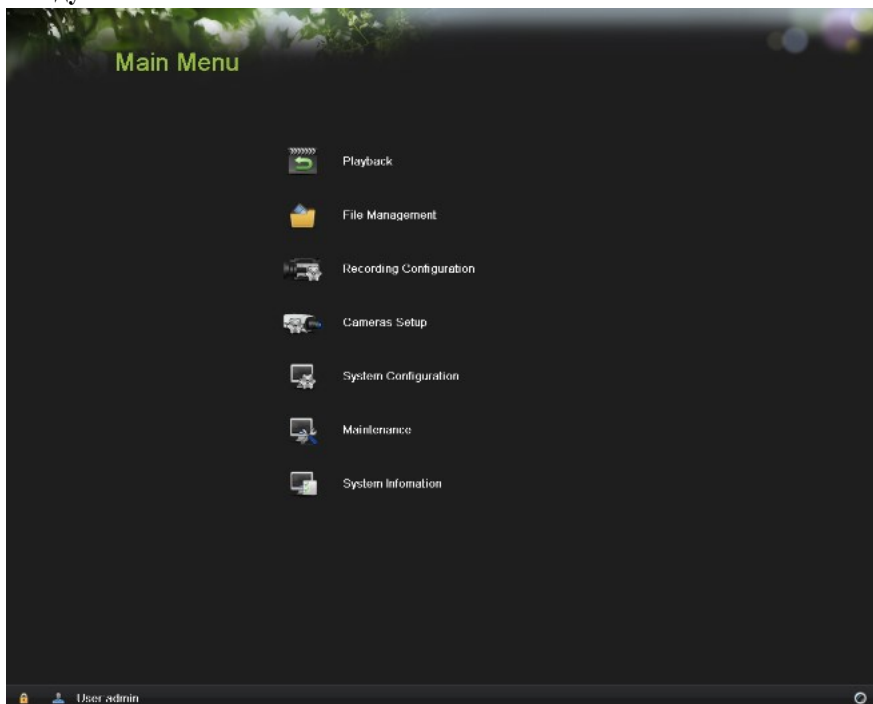 Main Menu
Playback
File Management
Recording Configuration
Cameras Setup
System Configuration
Maintenance
System Infomation
User admin